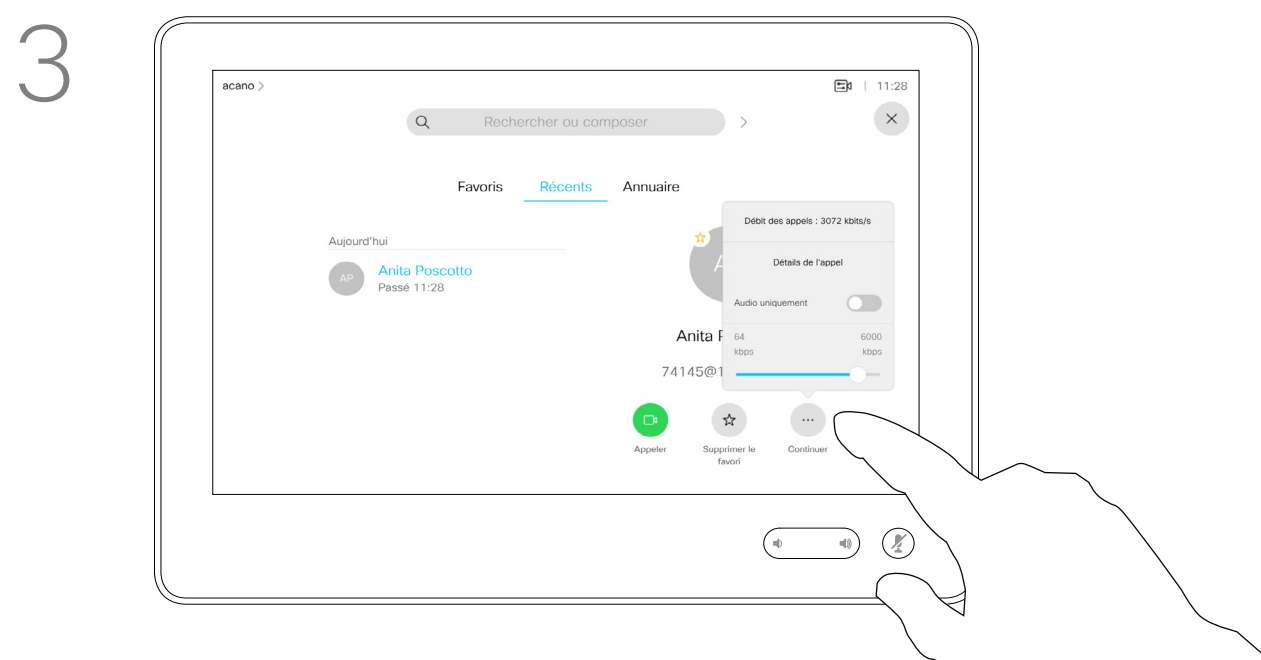 3
acano >
11:28
Rechercher ou composer
Favoris Récents Annuaire
Débit des appels : 3072 kbits/s
Aujourd'hui
Détails de l'appel
AP Anita Poscotto
Passé 11:28
Audio uniquement
Anita
64 6000
kbps kbps
74145@1
Appeler Supprimer le favori Continuer